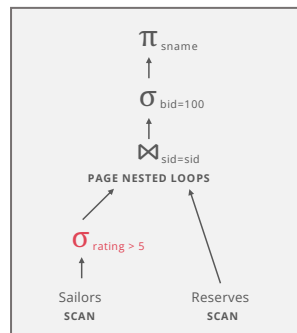 π sname
σ bid=100
⋈ sid=sid
PAGE NESTED LOOPS
σ rating > 5
Sailors Reserves
SCAN SCAN